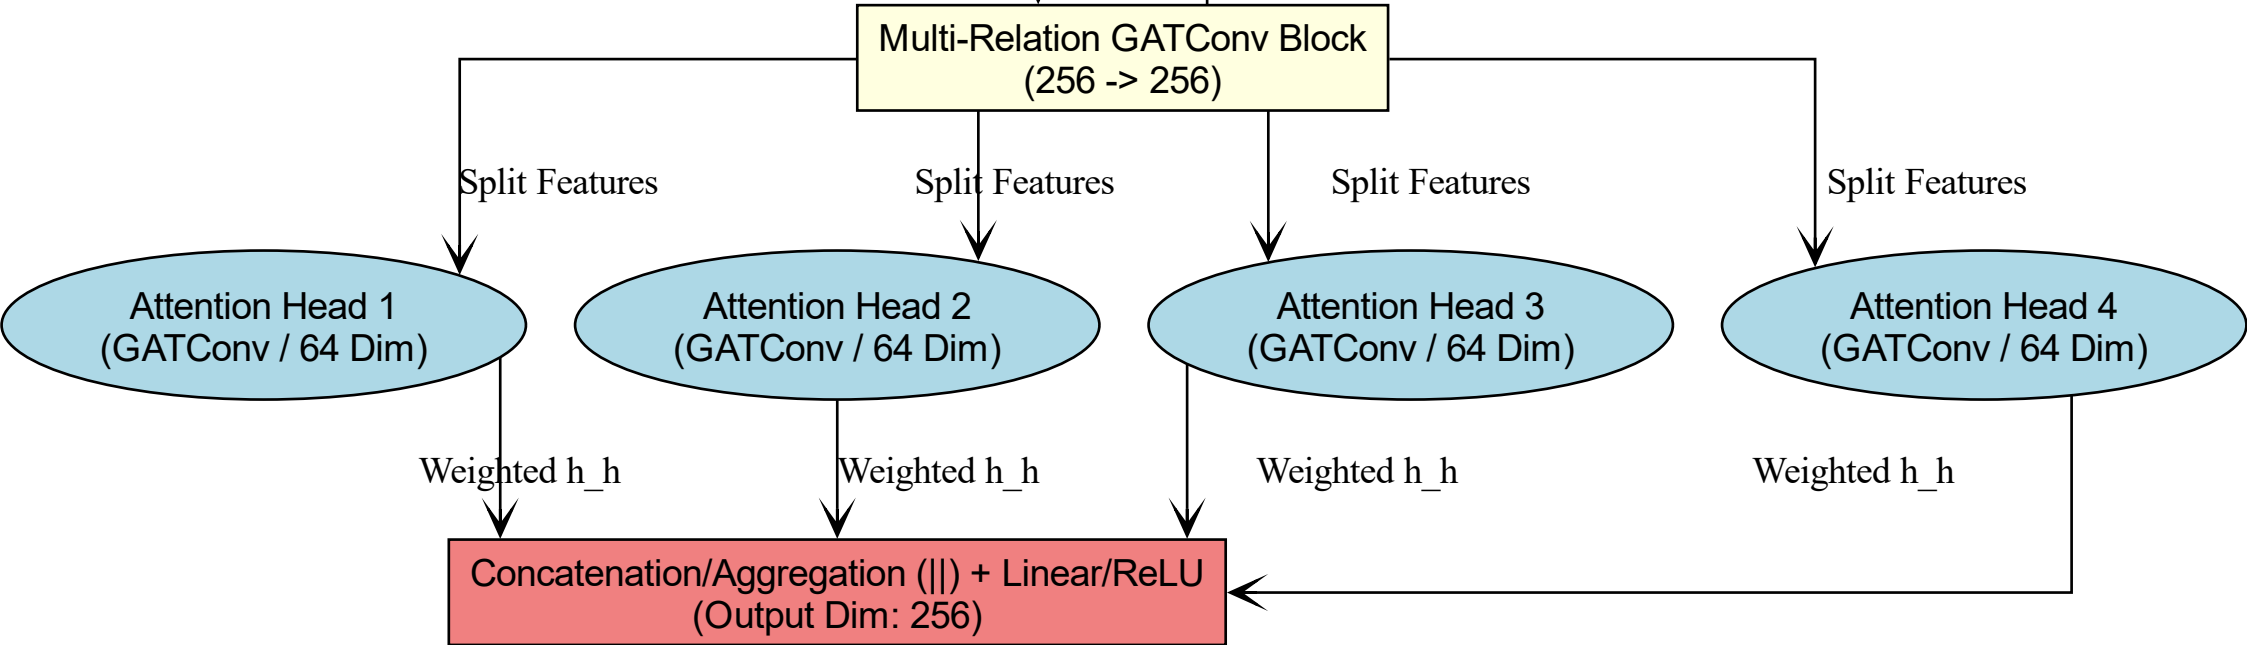 Multi-Relation GATConv Block
(256 -> 256)
Split Features
Split Features
Split Features
Split Features
Attention Head 1
(GATConv / 64 Dim)
Attention Head 2
(GATConv / 64 Dim)
Attention Head 3
(GATConv / 64 Dim)
Attention Head 4
(GATConv / 64 Dim)
Weighted h_h
Weighted h_h
Weighted h_h
Weighted h_h
Concatenation/Aggregation (||) + Linear/ReLU
(Output Dim: 256)